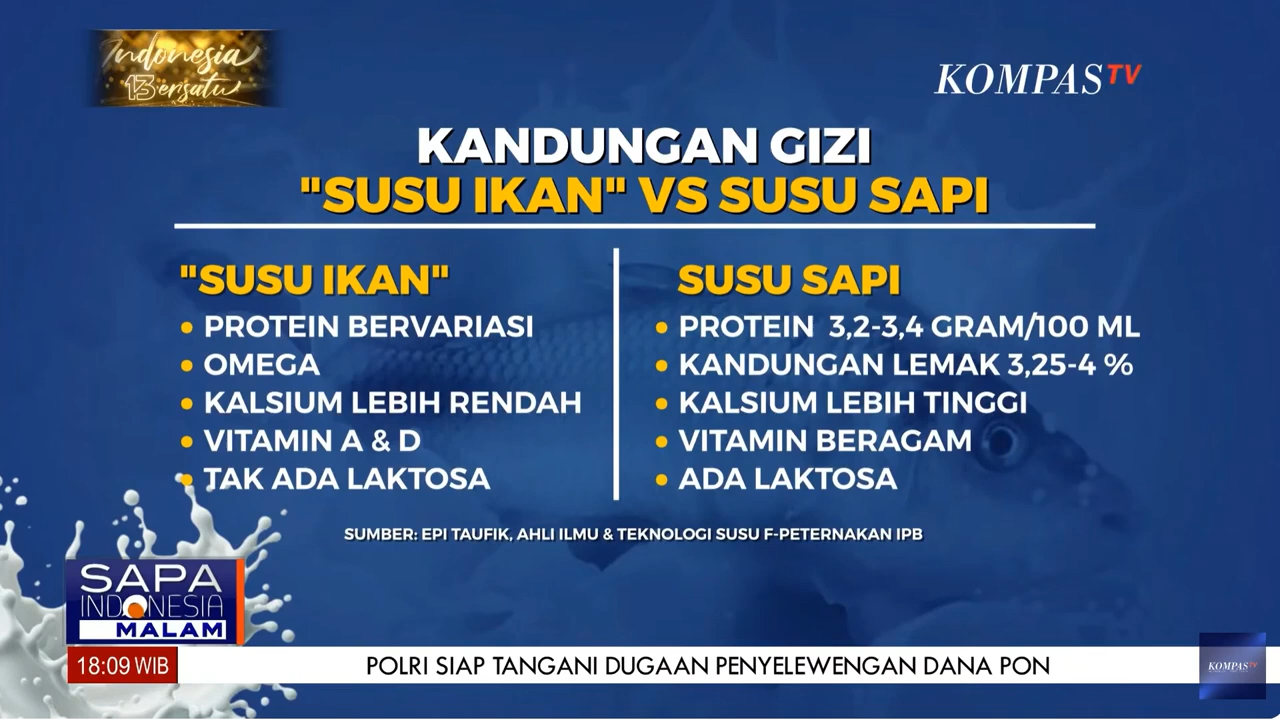 Indonesia
13ersatu
KOMPASTV
KANDUNGAN GIZI
"SUSU IKAN" VS SUSU SAPI
"SUSU IKAN"
• PROTEIN BERVARIASI
• OMEGA
• KALSIUM LEBIH RENDAH
• VITAMIN A & D
• TAK ADA LAKTOSA
SUSU SAPI
• PROTEIN 3,2-3,4 GRAM/100 ML
• KANDUNGAN LEMAK 3,25-4 %
• KALSIUM LEBIH TINGGI
• VITAMIN BERAGAM
• ADA LAKTOSA
SUMBER: EPI TAUFIK, AHLI ILMU & TEKNOLOGI SUSU F-PETERNAKAN IPB
SAPA
INDONESIA
MALAM
18:09 WIB
POLRI SIAP TANGANI DUGAAN PENYELEWENGAN DANA PON
KOMPASTV